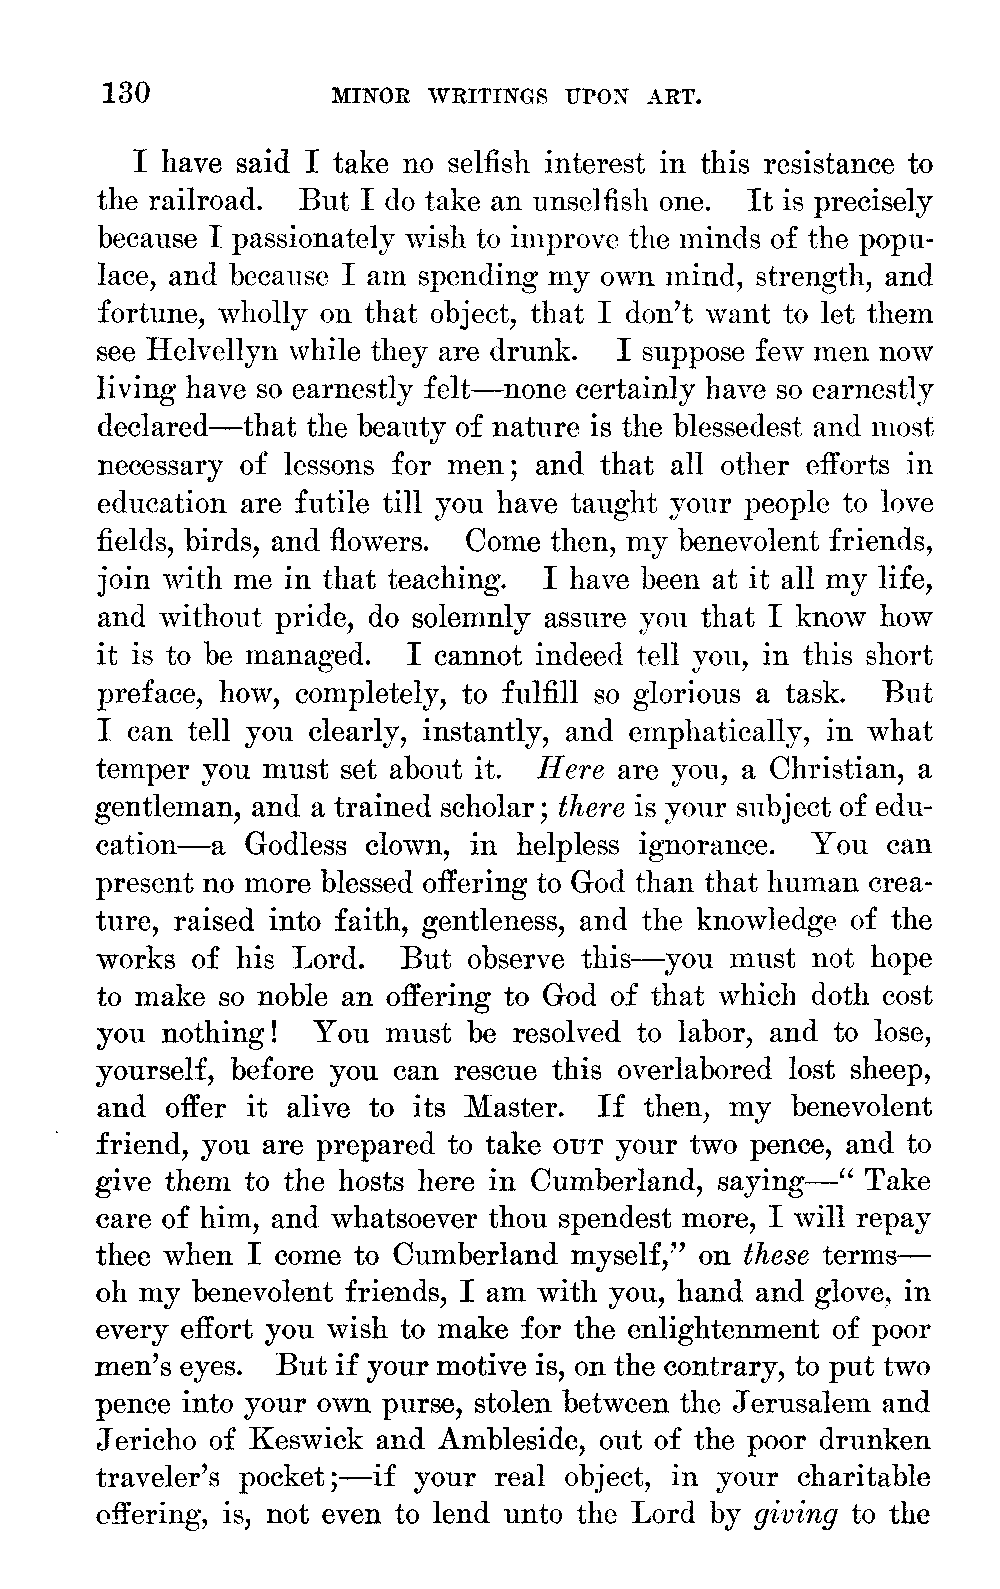 130 MINOR WRITINGS UPON ART.
I have said I take no selfish interest in this resistance to
the railroad. But I do take an unselfish one. It is precisely
because I passionately wish to improve the minds of the popu-
lace, and because I am spending my own mind, strength, and
fortune, wholly on that object, that I don't want to let them
see Helvellyn while they are drunk. I suppose few men now
living have so earnestly felt—none certainly have so earnestly
declared—that the beauty of nature is the blessedest and most
necessary of lessons for men; and that all other efforts in
education are futile till you have taught your people to love
fields, birds, and flowers. Come then, my benevolent friends,
join with me in that teaching. I have been at it all my life,
and without pride, do solemnly assure you that I know how
it is to be managed. I cannot indeed tell you, in this short
preface, how, completely, to fulfill so glorious a task. But
I can tell you clearly, instantly, and emphatically, in what
temper you must set about it. Here are you, a Christian, a
gentleman, and a trained scholar; there is your subject of edu-
cation—a Godless clown, in helpless ignorance. You can
present no more blessed offering to God than that human crea-
ture, raised into faith, gentleness, and the knowledge of the
works of his Lord. But observe this—you must not hope
to make so noble an offering to God of that which doth cost
you nothing! You must be resolved to labor, and to lose,
yourself, before you can rescue this overlabored lost sheep,
and offer it alive to its Master. If then, my benevolent
friend, you are prepared to take OUT your two pence, and to
give them to the hosts here in Cumberland, saying—“ Take
care of him, and whatsoever thou spendest more, I will repay
thee when I come to Cumberland myself,” on these terms—
oh my benevolent friends, I am with you, hand and glove, in
every effort you wish to make for the enlightenment of poor
men's eyes. But if your motive is, on the contrary, to put two
pence into your own purse, stolen between the Jerusalem and
Jericho of Keswick and Ambleside, out of the poor drunken
traveler's pocket;—if your real object, in your charitable
offering, is, not even to lend unto the Lord by giving to the